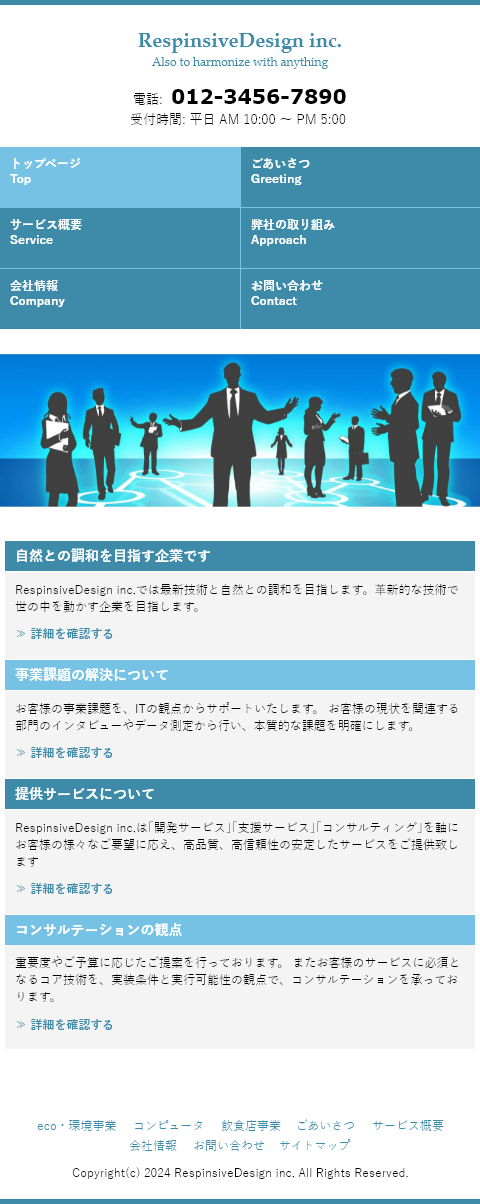 RespinsiveDesign inc.
Also to harmonize with anything
電話: 012-3456-7890
受付時間: 平日 AM 10:00 〜 PM 5:00
トップページ
Top
ごあいさつ
Greeting
サービス概要
Service
弊社の取り組み
Approach
会社情報
Company
お問い合わせ
Contact
自然との調和を目指す企業です
RespinsiveDesign inc.では最新技術と自然との調和を目指します。革新的な技術で
世の中を動かす企業を目指します。
≫ 詳細を確認する
事業課題の解決について
お客様の事業課題を、ITの観点からサポートいたします。 お客様の現状を関連する
部門のインタビューやデータ測定から行い、本質的な課題を明確にします。
≫ 詳細を確認する
提供サービスについて
RespinsiveDesign inc.は｢開発サービス｣｢支援サービス｣｢コンサルティング｣を軸に
お客様の様々なご要望に応え、高品質、高信頼性の安定したサービスをご提供致し
ます
≫ 詳細を確認する
コンサルテーションの観点
重要度やご予算に応じたご提案を行っております。 またお客様のサービスに必須と
なるコア技術を、実装条件と実行可能性の観点で、コンサルテーションを承ってお
ります。
≫ 詳細を確認する
eco・環境事業 コンピュータ 飲食店事業 ごあいさつ サービス概要
会社情報 お問い合わせ サイトマップ
Copyright(c) 2024 RespinsiveDesign inc. All Rights Reserved.